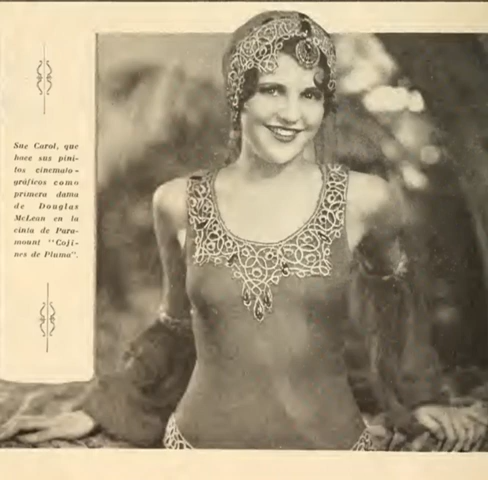 Sue Carol, que
hace sus pini-
tos cinemato-
gráficos como
primera dama
de Douglas
McLean en la
cinta de Para-
mount "Coji-
nes de Pluma".